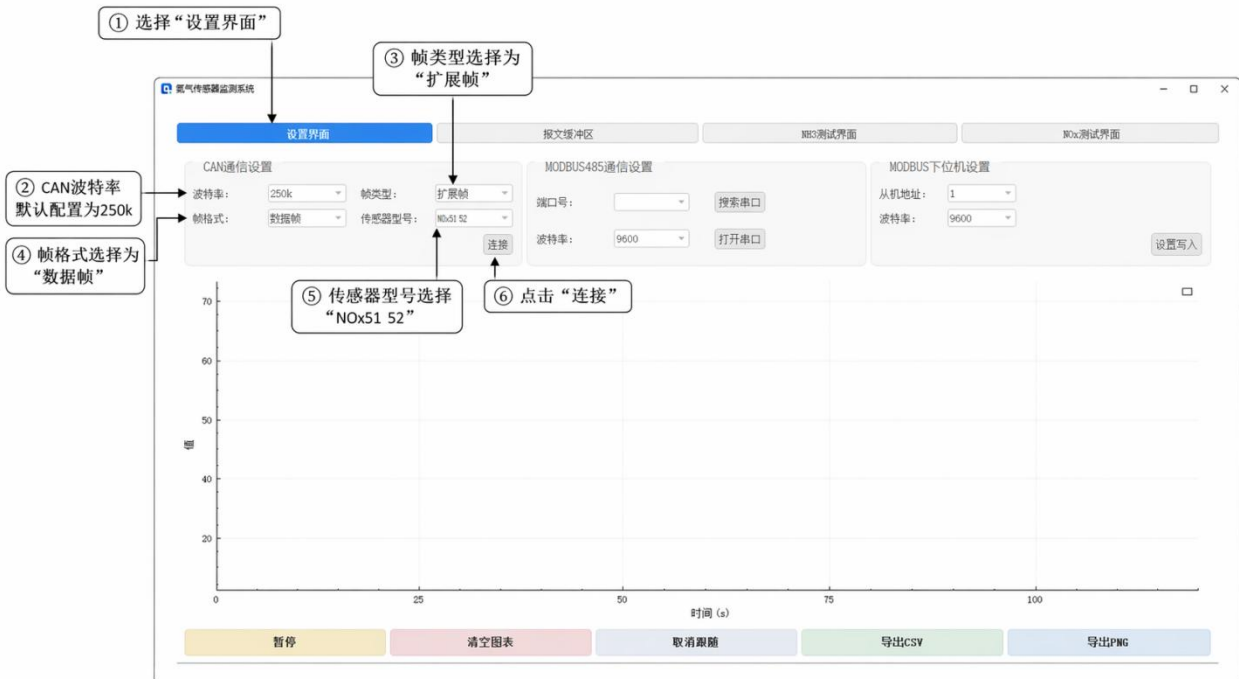 ① 选择“设置界面”
③ 帧类型选择为
“扩展帧”
氨气传感器监测系统
设置界面 报文缓冲区 NH3测试界面 NOx测试界面
② CAN波特率
默认配置为250k
④ 帧格式选择为
“数据帧”
CAN通信设置
波特率: 250k 帧类型: 扩展帧
帧格式: 数据帧 传感器型号: NOx51 52
连接
MODBUS485通信设置
端口号: 搜索串口
波特率: 9600 打开串口
MODBUS下位机设置
从机地址: 1
波特率: 9600
设置写入
⑤ 传感器型号选择
“NOx51 52”
⑥ 点击“连接”
70
60
50
40
20
值
0 25 50 75 100
时间 (s)
暂停 清空图表 取消跟随 导出CSV 导出PNG